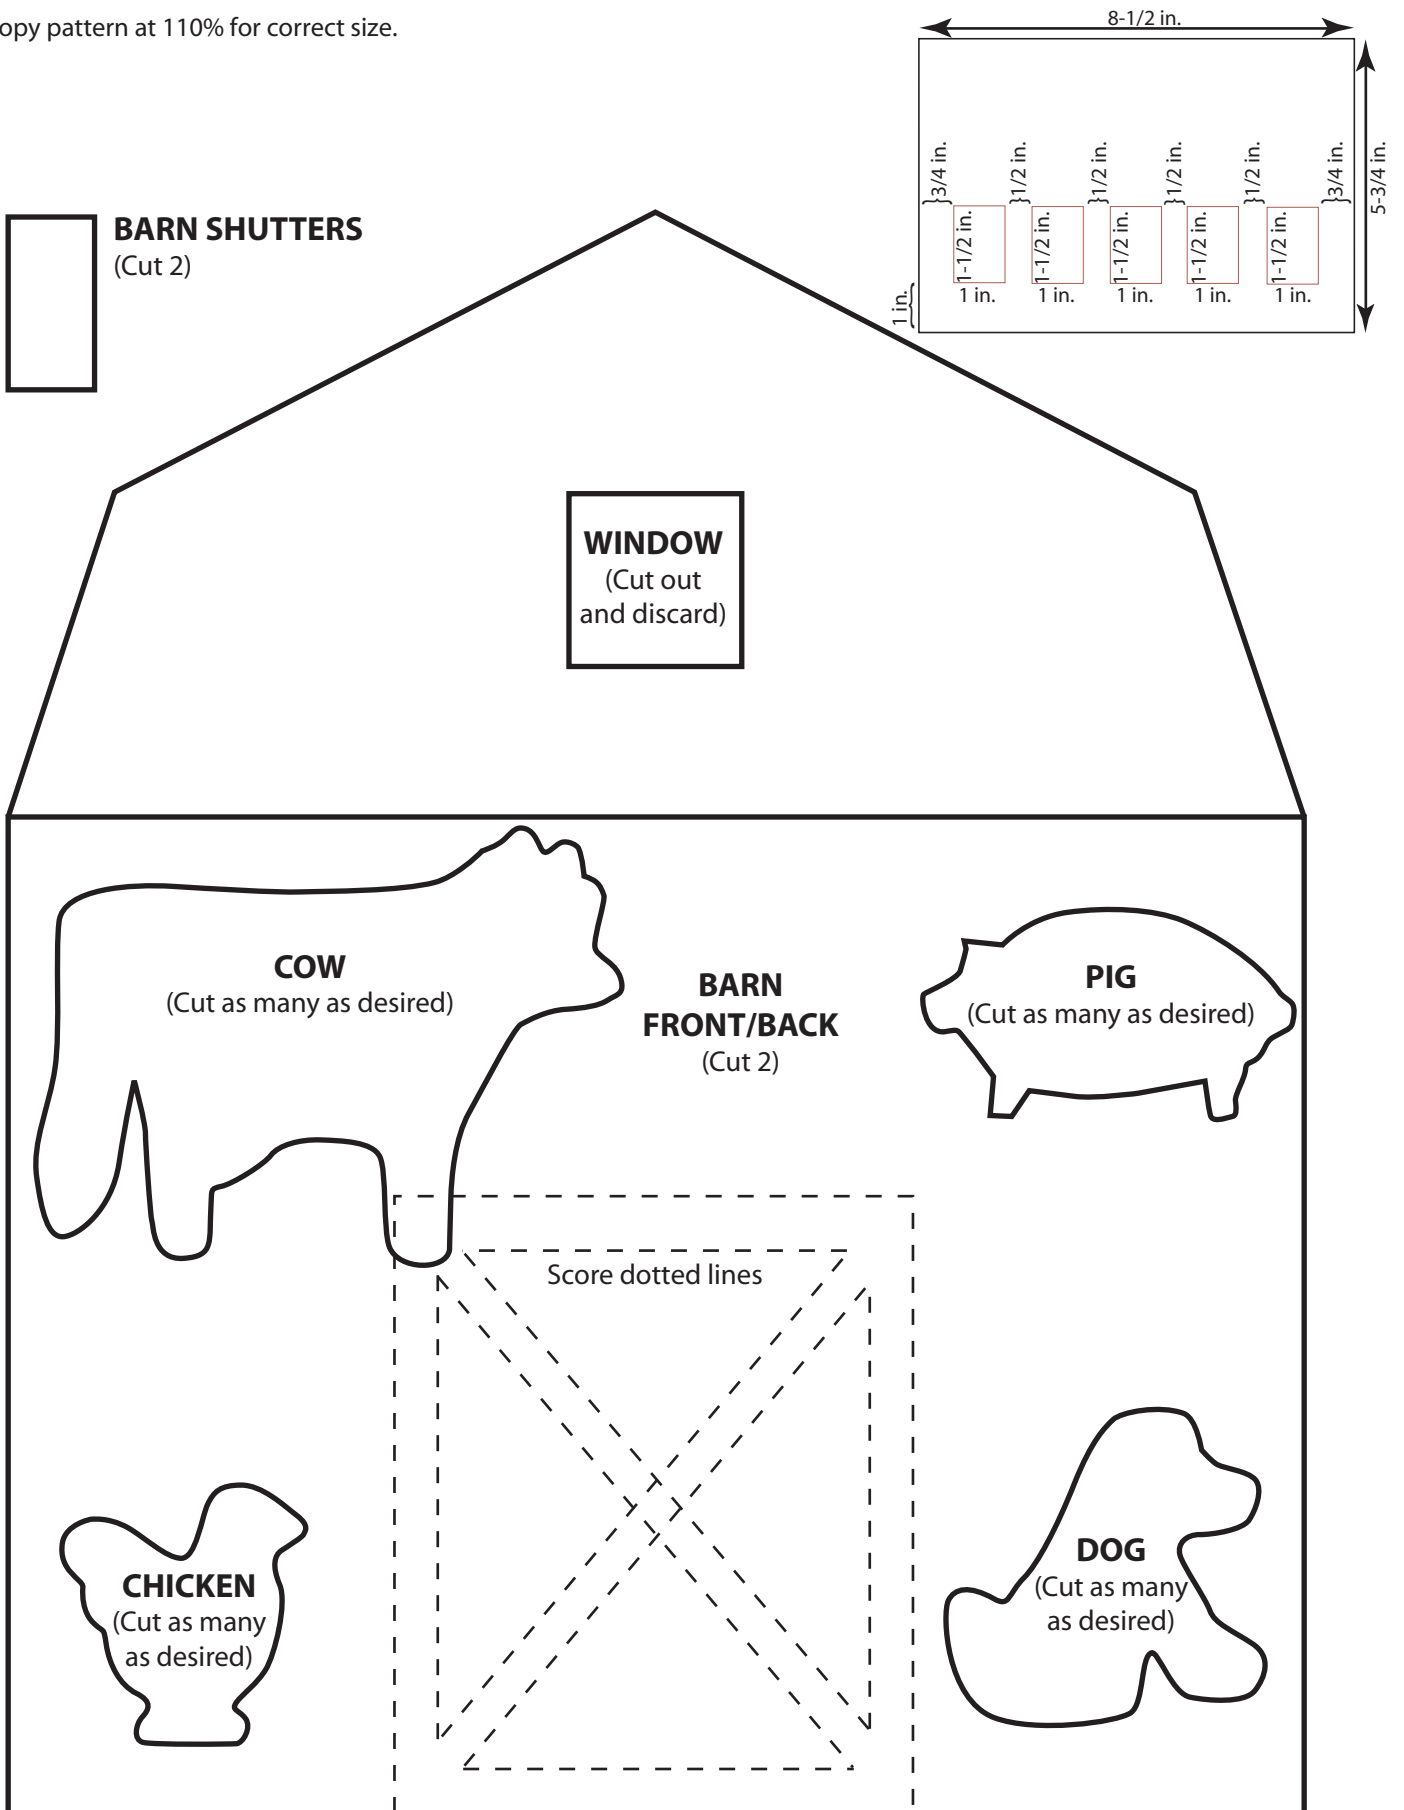 opy pattern at 110% for correct size.
8-1/2 in.
5-3/4 in.
3/4 in.
1/2 in.
1/2 in.
1/2 in.
1/2 in.
3/4 in.
1-1/2 in.
1-1/2 in.
1-1/2 in.
1-1/2 in.
1-1/2 in.
1 in.
1 in.
1 in.
1 in.
1 in.
1 in.
BARN SHUTTERS
(Cut 2)
WINDOW
(Cut out
and discard)
COW
(Cut as many as desired)
BARN
FRONT/BACK
(Cut 2)
PIG
(Cut as many as desired)
Score dotted lines
CHICKEN
(Cut as many
as desired)
DOG
(Cut as many
as desired)